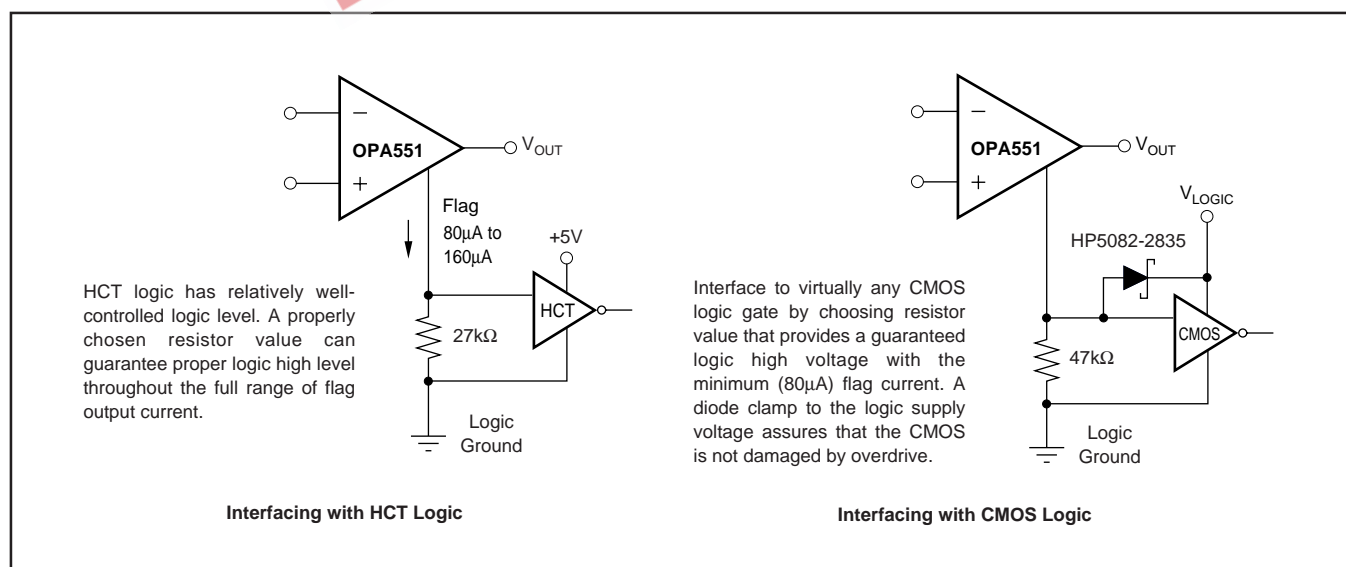 −
OPA551
+
VOUT
Flag
80µA to
160µA
+5V
HCT
27kΩ
Logic
Ground
HCT logic has relatively well-
controlled logic level. A properly
chosen resistor value can
guarantee proper logic high level
throughout the full range of flag
output current.
Interfacing with HCT Logic
−
OPA551
+
VOUT
VLOGIC
HP5082-2835
CMOS
47kΩ
Logic
Ground
Interface to virtually any CMOS
logic gate by choosing resistor
value that provides a guaranteed
logic high voltage with the
minimum (80µA) flag current. A
diode clamp to the logic supply
voltage assures that the CMOS
is not damaged by overdrive.
Interfacing with CMOS Logic